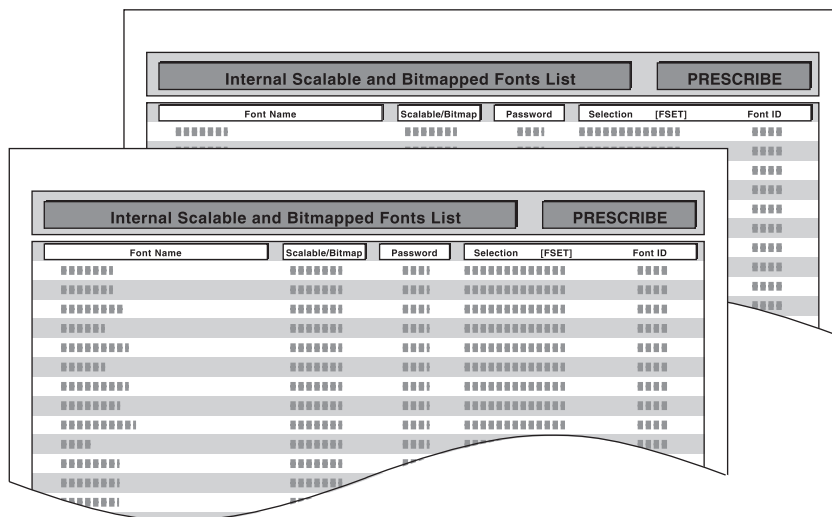 Internal Scalable and Bitmapped Fonts List PRESCRIBE
Font Name Scalable/Bitmap Password Selection [FSET] Font ID
Internal Scalable and Bitmapped Fonts List PRESCRIBE
Font Name Scalable/Bitmap Password Selection [FSET] Font ID